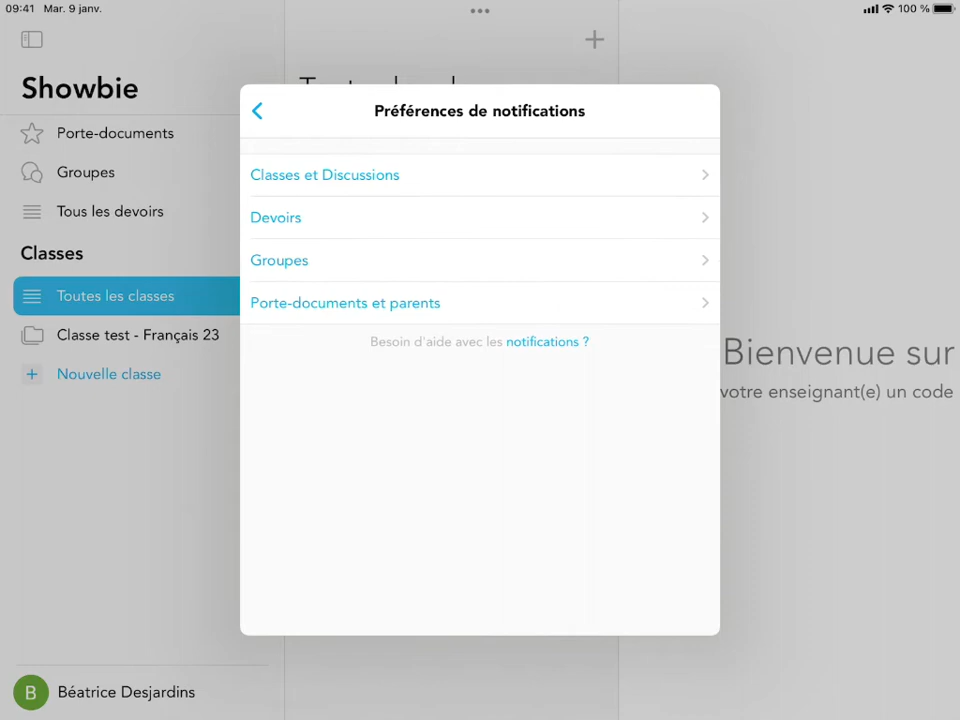 09:41 Mar. 9 janv.
100 %
Showbie
Porte-documents
Groupes
Tous les devoirs
Classes
Toutes les classes
Classe test - Français 23
+ Nouvelle classe
B Béatrice Desjardins
Préférences de notifications
Classes et Discussions
Devoirs
Groupes
Porte-documents et parents
Besoin d'aide avec les notifications ?
Bienvenue sur
votre enseignant(e) un code